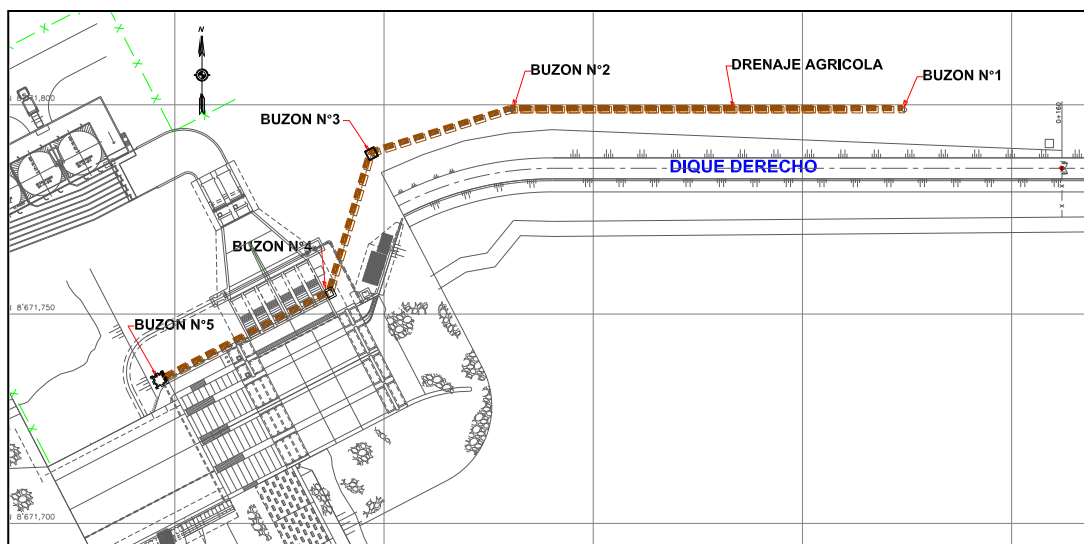 N
BUZON N°2
DRENAJE AGRICOLA
BUZON N°1
8'671,800
0+160
BUZON N°3
DIQUE DERECHO
BUZON N°4
8'671,750
BUZON N°5
8'671,700